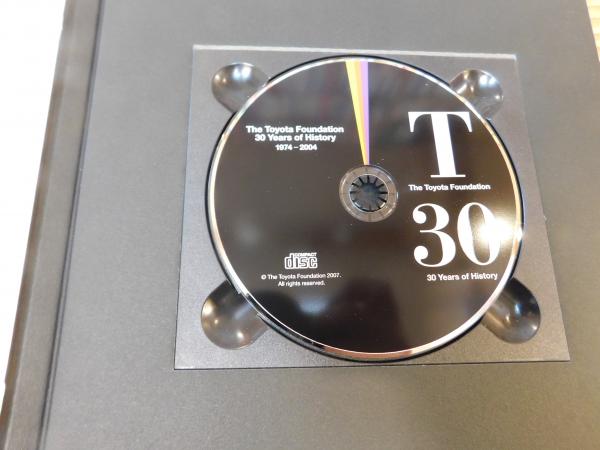 The Toyota Foundation
30 Years of History
1974 – 2004
T
The Toyota Foundation
30
30 Years of History
COMPACT
disc
© The Toyota Foundation 2007.
All rights reserved.